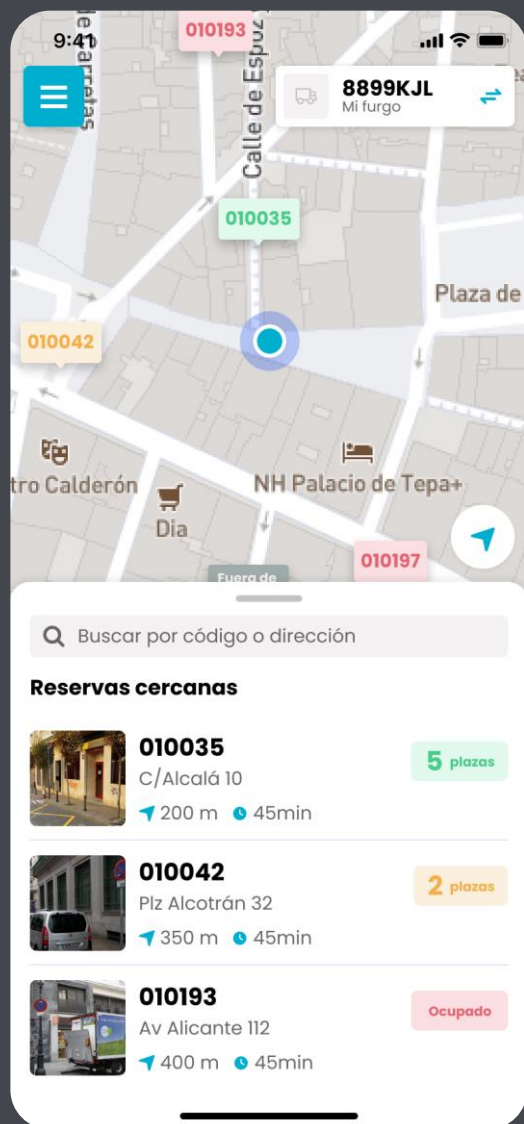 9:41
010193
de Carretas
Calle de Espoz
8899KJL
Mi furgo
010035
Plaza de
010042
tro Calderón
NH Palacio de Tepa+
Dia
010197
Fuera de
Buscar por código o dirección
Reservas cercanas
010035
C/Alcalá 10
200 m 45min
5 plazas
010042
Plz Alcotrán 32
350 m 45min
2 plazas
010193
Av Alicante 112
400 m 45min
Ocupado